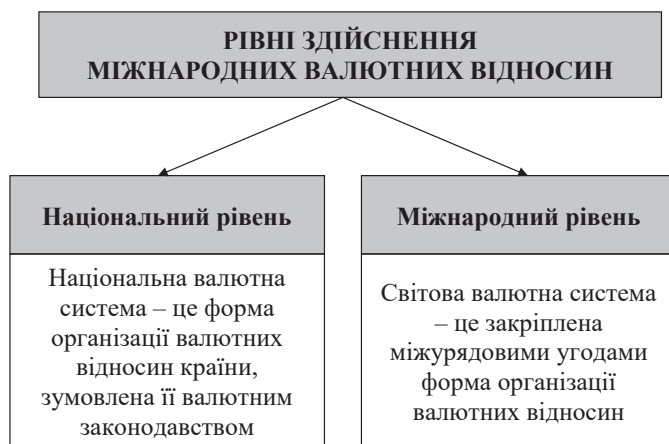 РІВНІ ЗДІЙСНЕННЯ
МІЖНАРОДНИХ ВАЛЮТНИХ ВІДНОСИН
Національний рівень
Національна валютна
система – це форма
організації валютних
відносин країни,
зумовлена її валютним
законодавством
Міжнародний рівень
Світова валютна система
– це закріплена
міжурядовими угодами
форма організації
валютних відносин